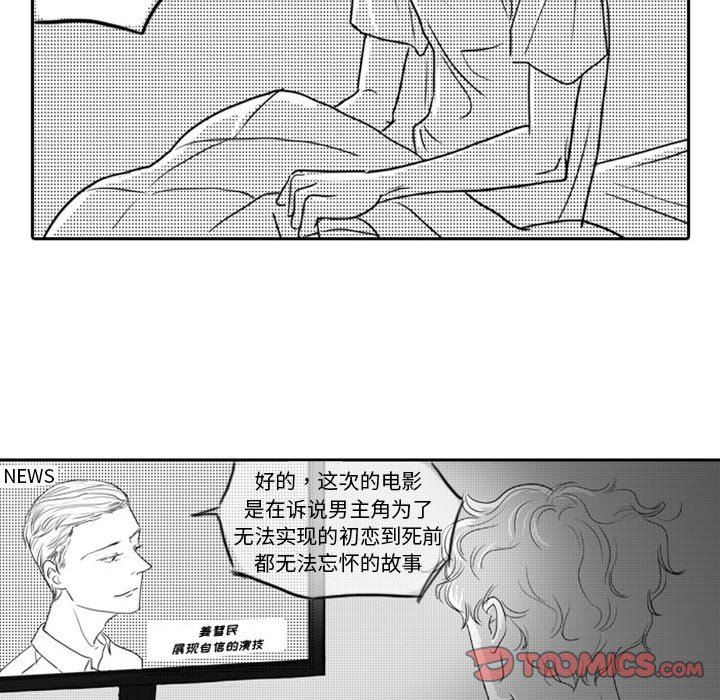 NEWS
好的，这次的电影
是在诉说男主角为了
无法实现的初恋到死前
都无法忘怀的故事
姜瞽民
展现自信的演技
TOOMICS.COM